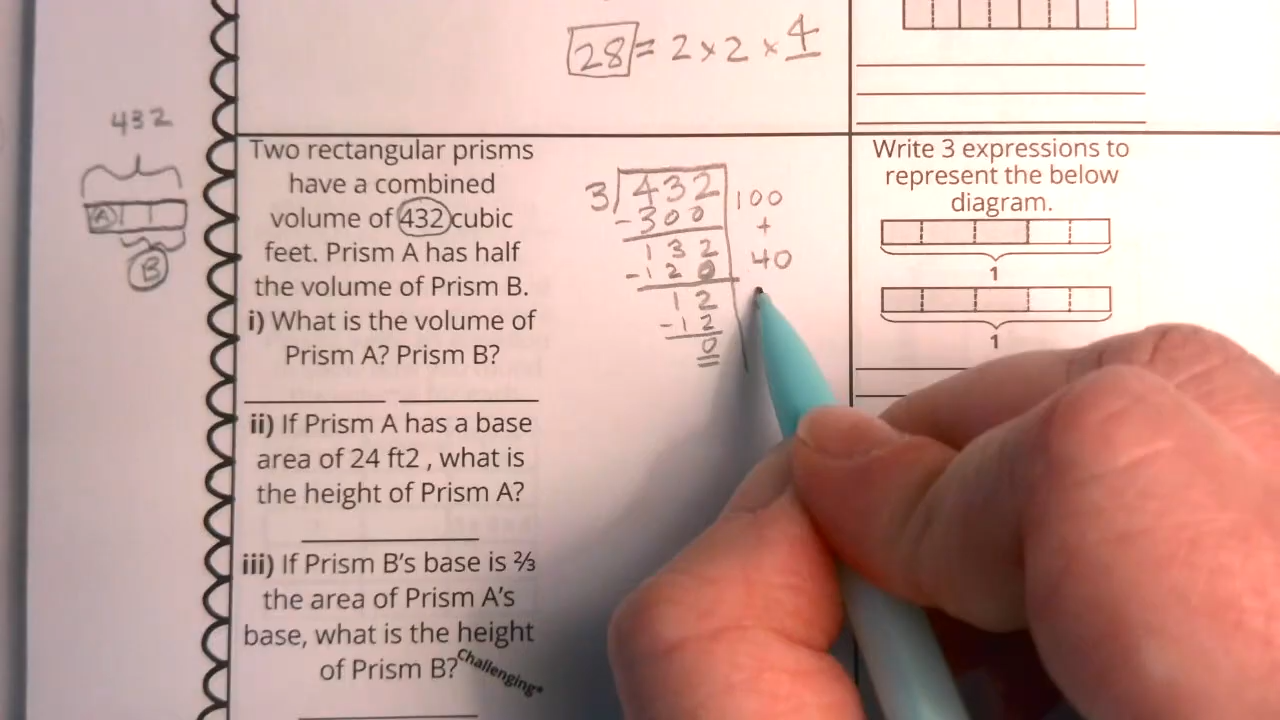 28 = 2 × 2 × 4
432
A
B
Two rectangular prisms
have a combined
volume of 432 cubic
feet. Prism A has half
the volume of Prism B.
i) What is the volume of
Prism A? Prism B?
ii) If Prism A has a base
area of 24 ft2 , what is
the height of Prism A?
iii) If Prism B's base is ⅔
the area of Prism A's
base, what is the height
of Prism B?
Challenging*
3 432 100
-300 +
132 40
-120
12
-12
0
Write 3 expressions to
represent the below
diagram.
1
1